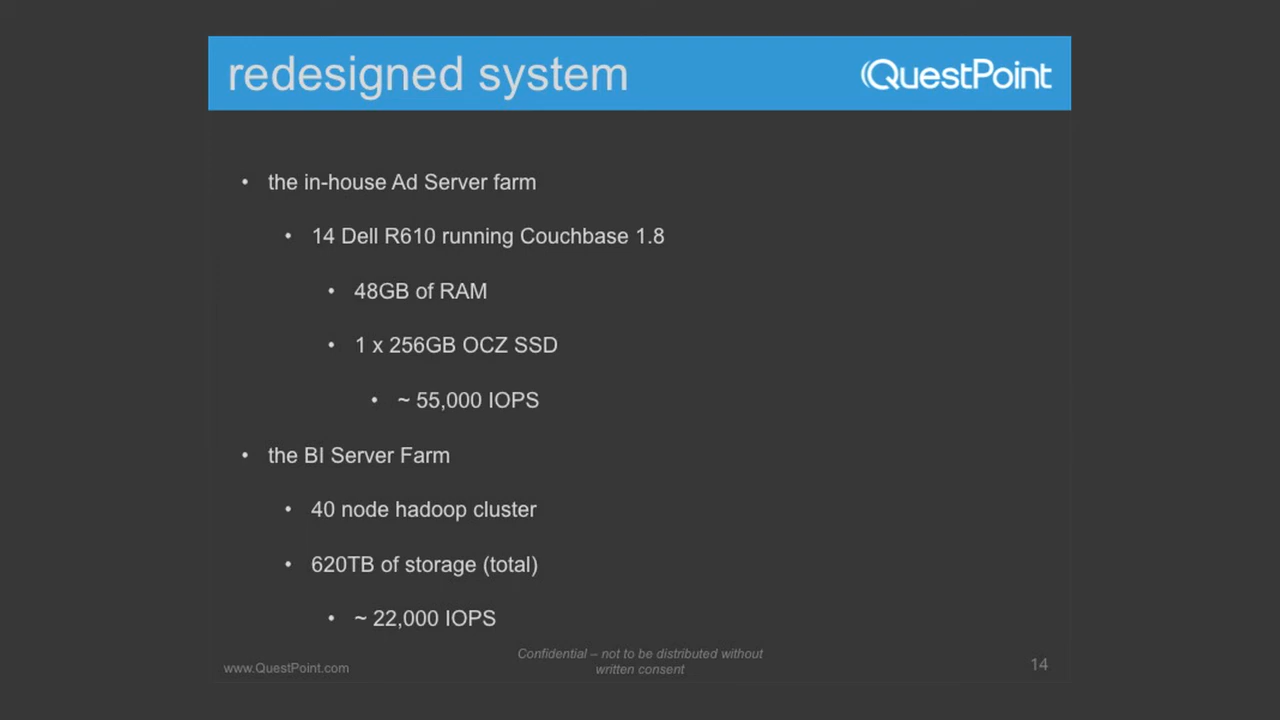 redesigned system
QuestPoint
• the in-house Ad Server farm
• 14 Dell R610 running Couchbase 1.8
• 48GB of RAM
• 1 x 256GB OCZ SSD
• ~ 55,000 IOPS
• the BI Server Farm
• 40 node hadoop cluster
• 620TB of storage (total)
• ~ 22,000 IOPS
www.QuestPoint.com
Confidential – not to be distributed without
written consent
14